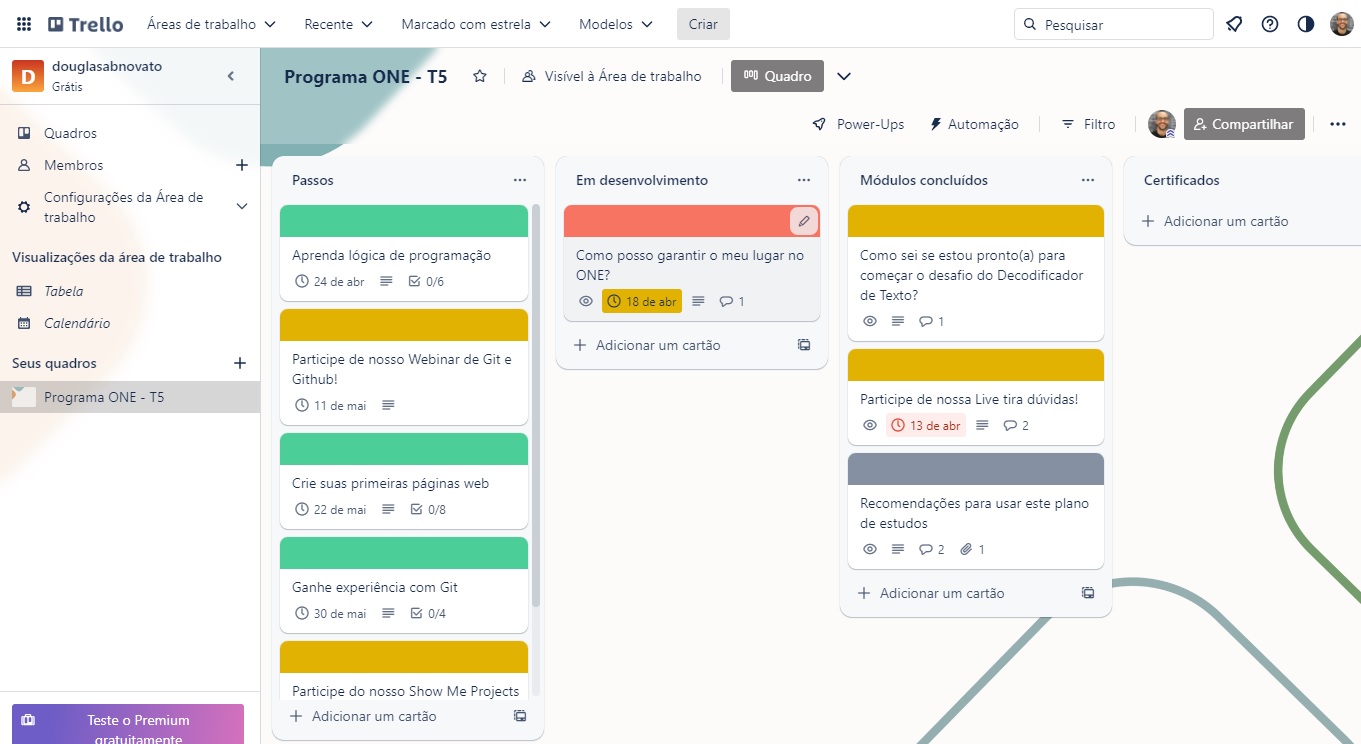 Trello
Áreas de trabalho
Recente
Marcado com estrela
Modelos
Criar
Pesquisar
D
douglasabnovato
Grátis
Quadros
Membros
Configurações da Área de
trabalho
Visualizações da área de trabalho
Tabela
Calendário
Seus quadros
Programa ONE - T5
Teste o Premium
gratuitamente
Programa ONE - T5
Visível à Área de trabalho
Quadro
Power-Ups
Automação
Filtro
Compartilhar
Passos
Aprenda lógica de programação
24 de abr
0/6
Participe de nosso Webinar de Git e
Github!
11 de mai
Crie suas primeiras páginas web
22 de mai
0/8
Ganhe experiência com Git
30 de mai
0/4
Participe do nosso Show Me Projects
Adicionar um cartão
Em desenvolvimento
Como posso garantir o meu lugar no
ONE?
18 de abr
1
Adicionar um cartão
Módulos concluídos
Como sei se estou pronto(a) para
começar o desafio do Decodificador
de Texto?
1
Participe de nossa Live tira dúvidas!
13 de abr
2
Recomendações para usar este plano
de estudos
2
1
Adicionar um cartão
Certificados
Adicionar um cartão